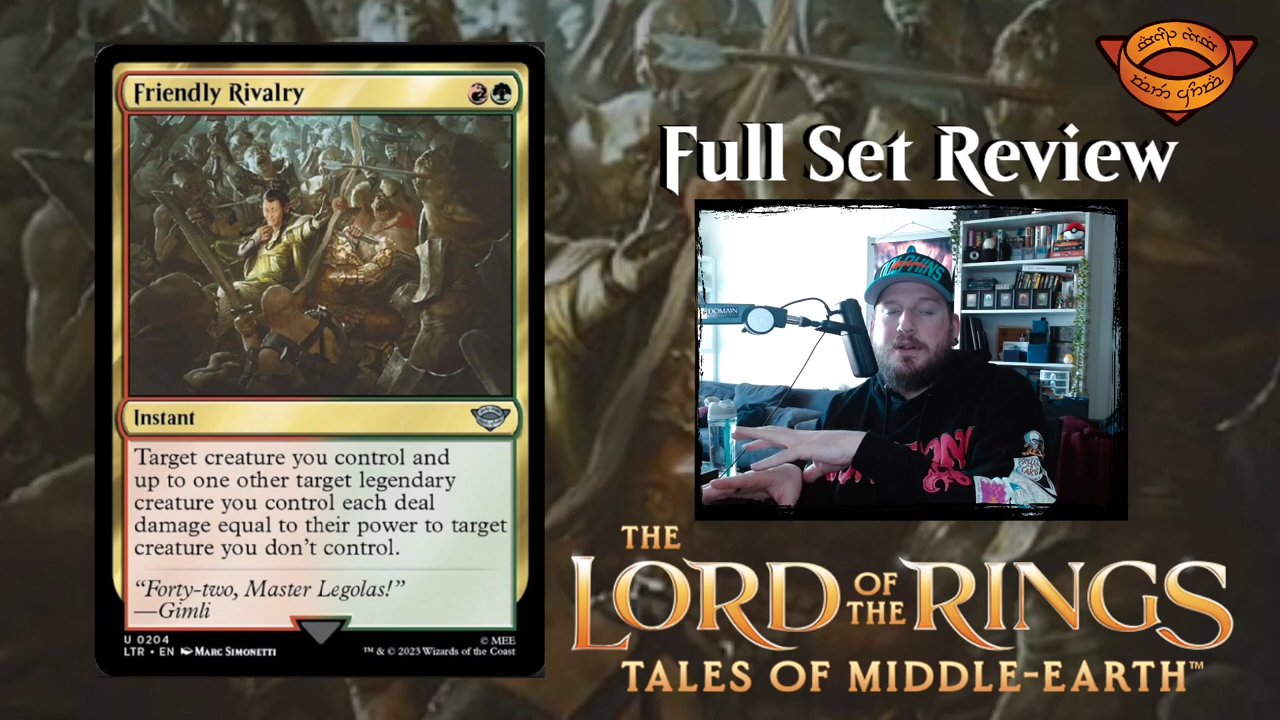 Friendly Rivalry
Full Set Review
DOMAIN
Instant
Target creature you control and
up to one other target legendary
creature you control each deal
damage equal to their power to target
creature you don't control.
“Forty-two, Master Legolas!”
—Gimli
U 0204
LTR • EN Marc Simonetti
© MEE
™ & © 2023 Wizards of the Coast
THE
LORD OF THE RINGS
TALES OF MIDDLE-EARTH™